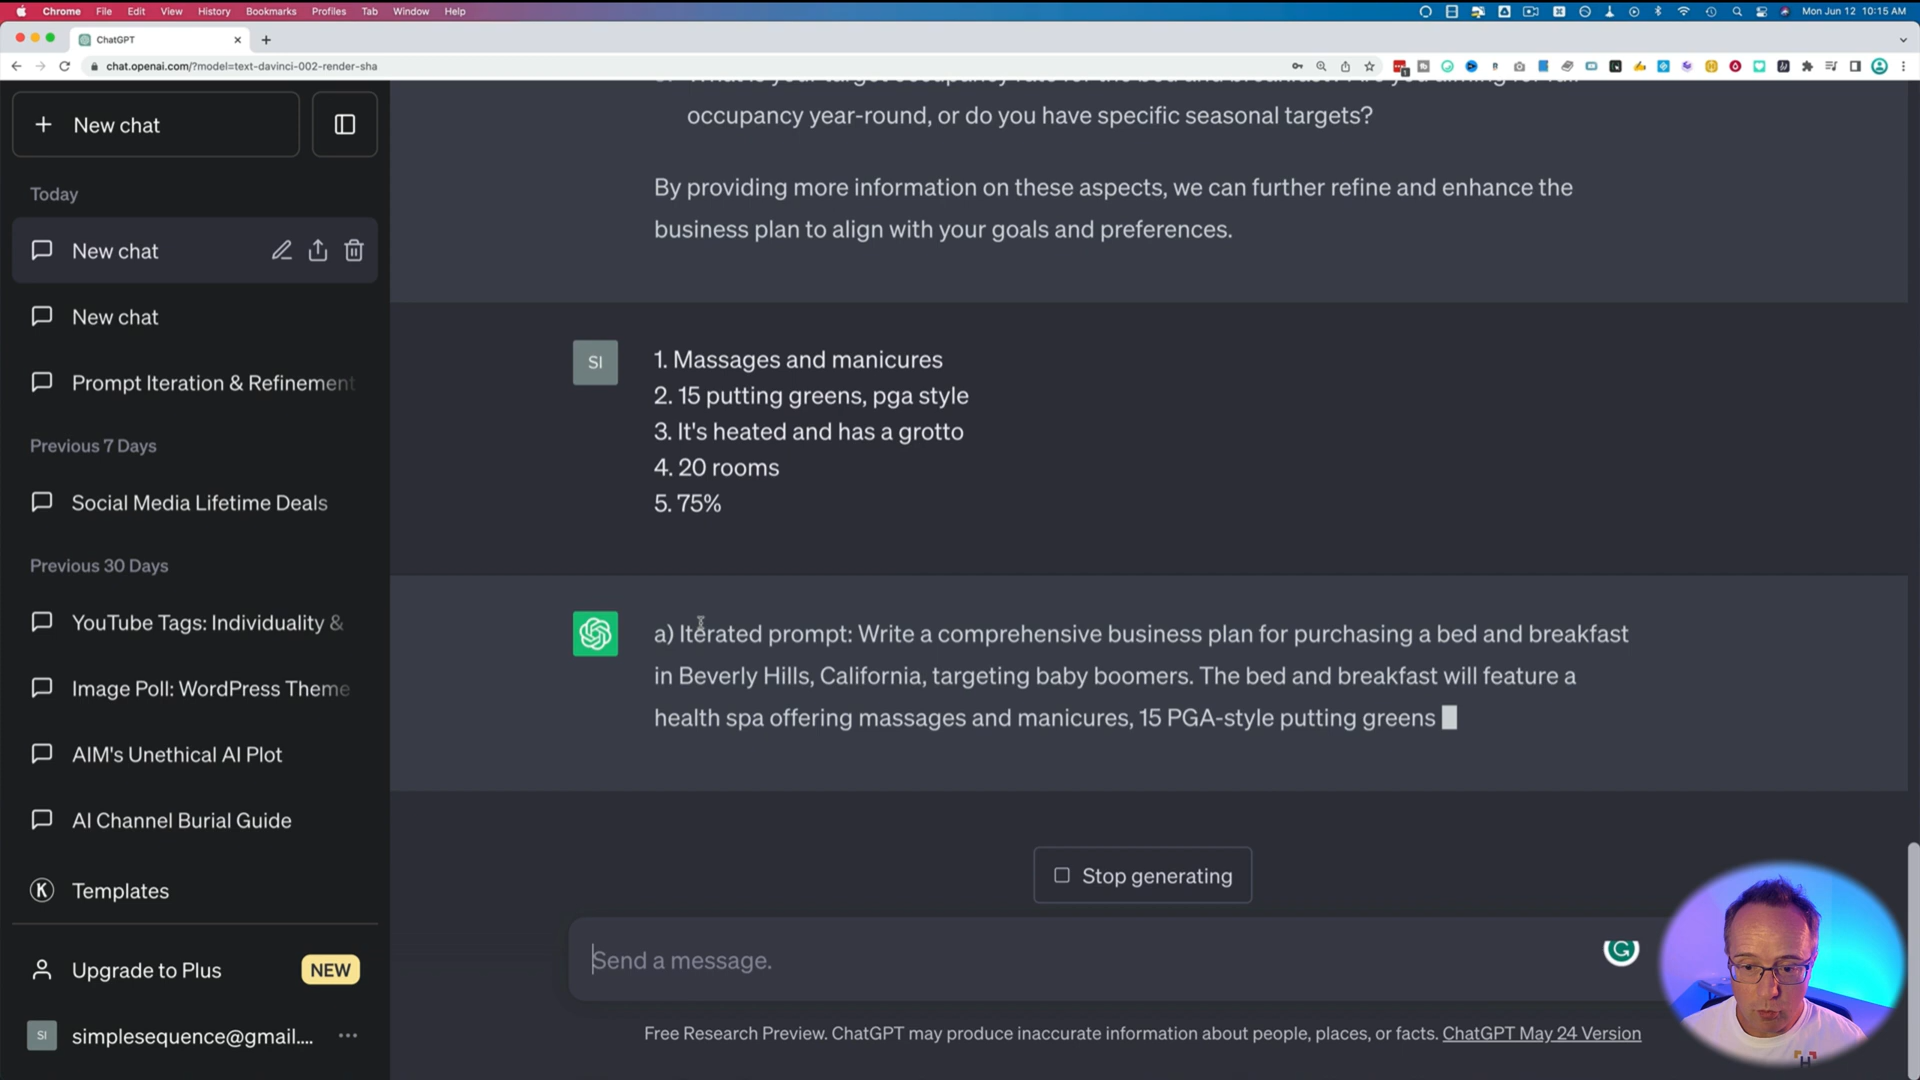 Chrome File Edit View History Bookmarks Profiles Tab Window Help
Mon Jun 12 10:15 AM
ChatGPT
chat.openai.com/?model=text-davinci-002-render-sha
New chat
Today
New chat
New chat
Prompt Iteration & Refinement
Previous 7 Days
Social Media Lifetime Deals
Previous 30 Days
YouTube Tags: Individuality &
Image Poll: WordPress Theme
AIM's Unethical AI Plot
AI Channel Burial Guide
Templates
Upgrade to Plus NEW
SI simplesequence@gmail....
occupancy year-round, or do you have specific seasonal targets?
By providing more information on these aspects, we can further refine and enhance the
business plan to align with your goals and preferences.
SI
1. Massages and manicures
2. 15 putting greens, pga style
3. It's heated and has a grotto
4. 20 rooms
5. 75%
a) Iterated prompt: Write a comprehensive business plan for purchasing a bed and breakfast
in Beverly Hills, California, targeting baby boomers. The bed and breakfast will feature a
health spa offering massages and manicures, 15 PGA-style putting greens
Stop generating
Send a message.
Free Research Preview. ChatGPT may produce inaccurate information about people, places, or facts. ChatGPT May 24 Version